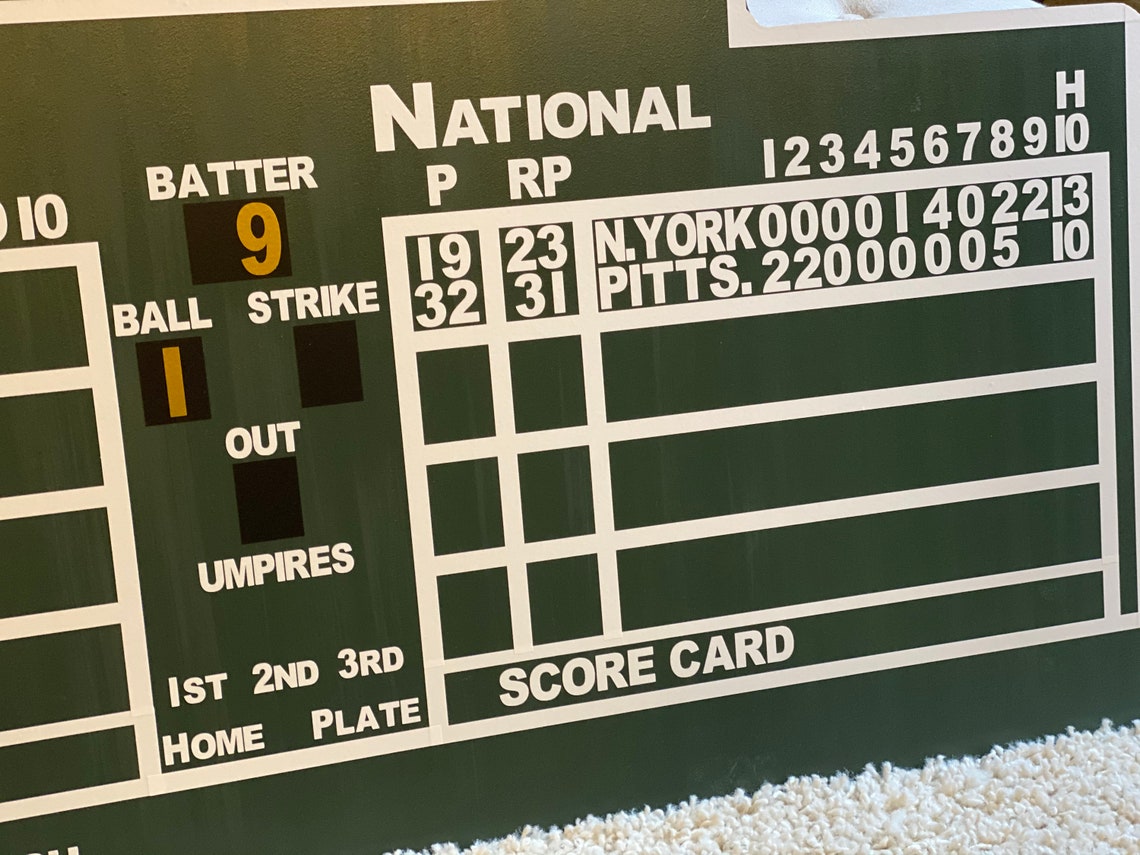 NATIONAL
H
1 2 3 4 5 6 7 8 9 10
P RP
BATTER
9
10
19 23 N.YORK 0 0 0 0 1 4 0 2 2 13
32 31 PITTS. 2 2 0 0 0 0 0 5 10
BALL STRIKE
1
OUT
UMPIRES
1ST 2ND 3RD
HOME PLATE
SCORE CARD